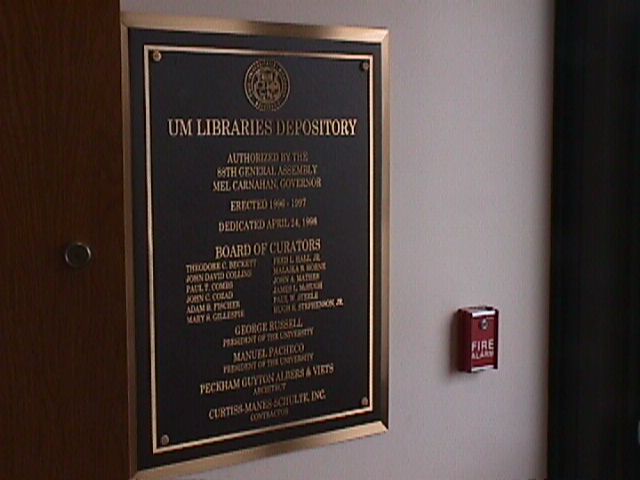 UM LIBRARIES DEPOSITORY
AUTHORIZED BY THE
88TH GENERAL ASSEMBLY
MEL CARNAHAN, GOVERNOR
ERECTED 1996 - 1997
DEDICATED APRIL 24, 1998
BOARD OF CURATORS
THEODORE C. BECKETT
JOHN DAVID COLLINS
PAUL T. COMBS
JOHN C. COZAD
ADAM B. FISCHER
MARY S. GILLESPIE
FRED L. HALL, JR.
MALAIKA B. HORNE
JOHN A. MATHES
JAMES L. McHUGH
PAUL W. STEELE
HUGH E. STEPHENSON, JR.
GEORGE RUSSELL
PRESIDENT OF THE UNIVERSITY
MANUEL PACHECO
PRESIDENT OF THE UNIVERSITY
PECKHAM GUYTON ALBERS & VIETS
ARCHITECT
CURTISS-MANES-SCHULTE, INC.
CONTRACTOR
FIRE
ALARM